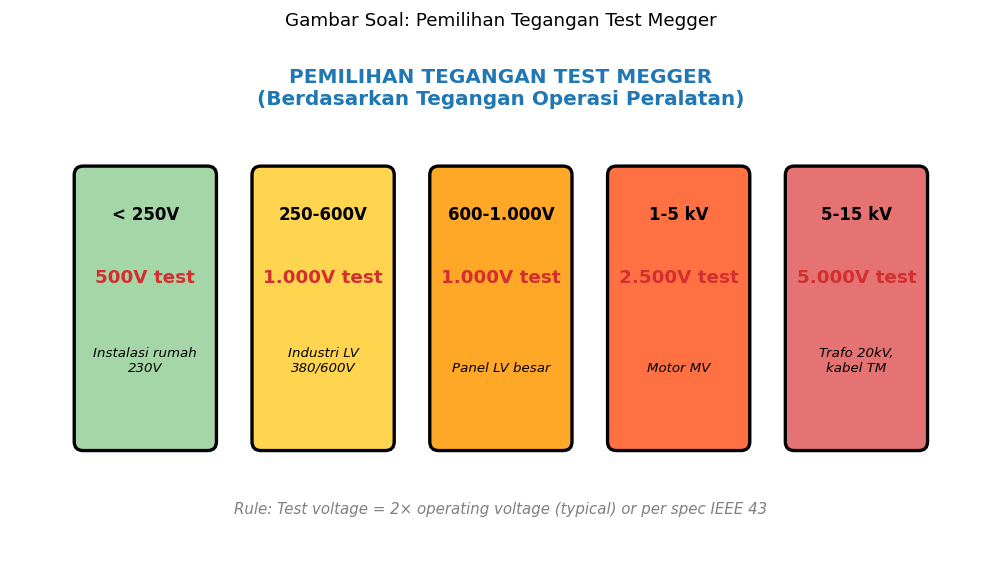 Gambar Soal: Pemilihan Tegangan Test Megger
PEMILIHAN TEGANGAN TEST MEGGER
(Berdasarkan Tegangan Operasi Peralatan)
< 250V
500V test
Instalasi rumah
230V
250-600V
1.000V test
Industri LV
380/600V
600-1.000V
1.000V test
Panel LV besar
1-5 kV
2.500V test
Motor MV
5-15 kV
5.000V test
Trafo 20kV,
kabel TM
Rule: Test voltage = 2× operating voltage (typical) or per spec IEEE 43